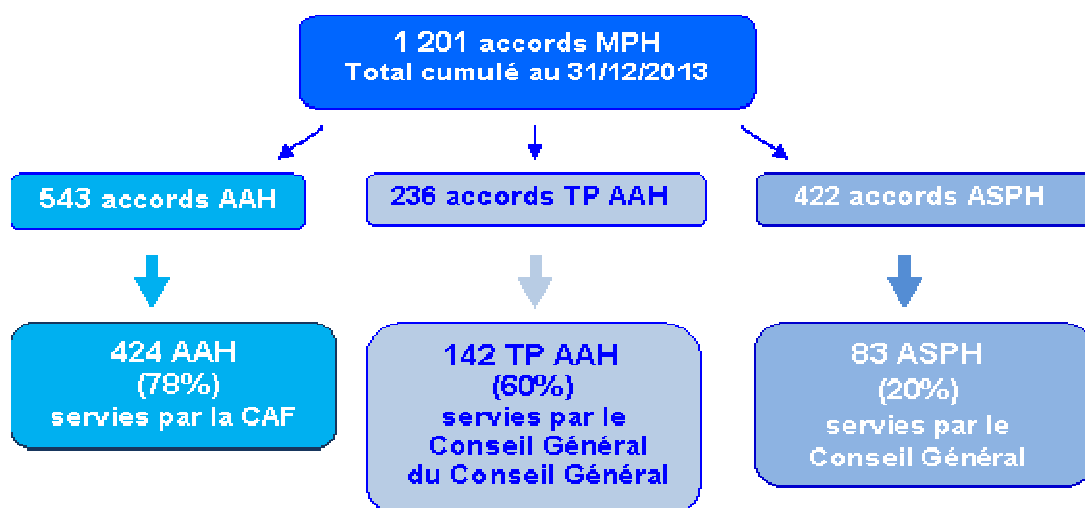 1 201 accords MPH
Total cumulé au 31/12/2013
543 accords AAH
236 accords TP AAH
422 accords ASPH
424 AAH
(78%)
servies par la CAF
142 TP AAH
(60%)
servies par le
Conseil Général
du Conseil Général
83 ASPH
(20%)
servies par le
Conseil Général